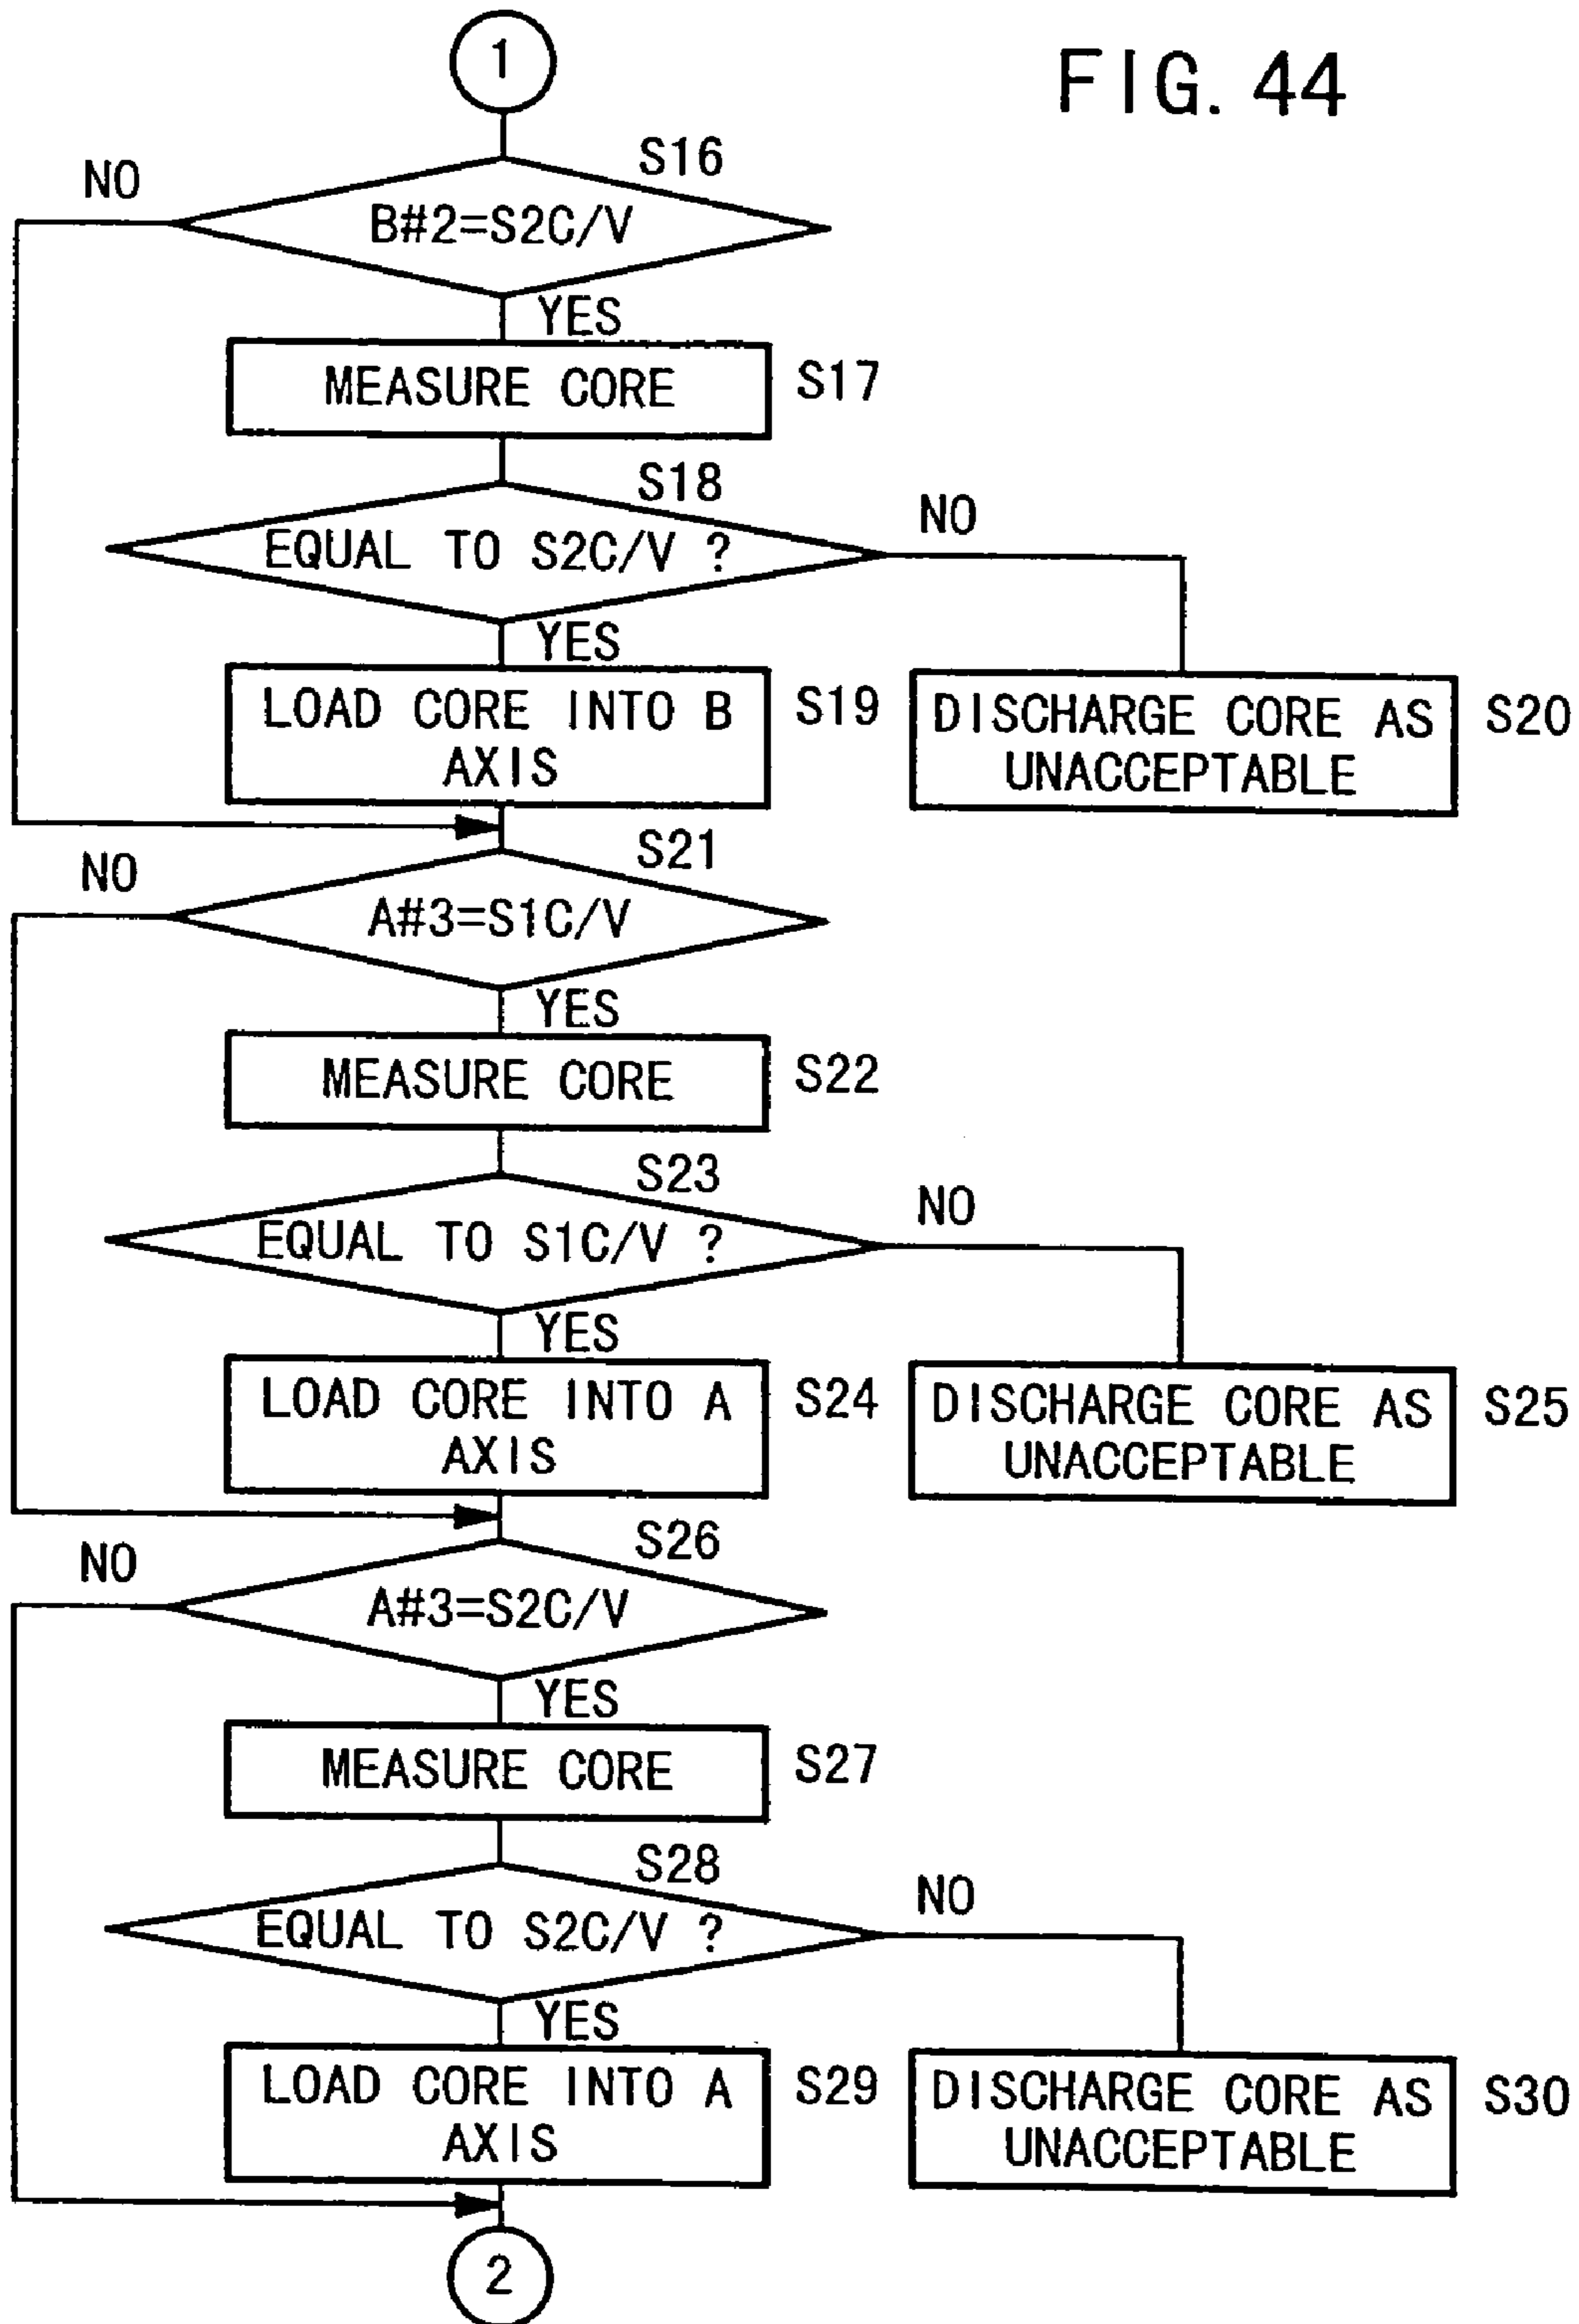 1
FIG. 44
S16
NO
B#2=S2C/V
YES
MEASURE CORE
S17
S18
NO
EQUAL TO S2C/V ?
YES
LOAD CORE INTO B
AXIS
S19
DISCHARGE CORE AS
UNACCEPTABLE
S20
S21
NO
A#3=S1C/V
YES
MEASURE CORE
S22
S23
NO
EQUAL TO S1C/V ?
YES
LOAD CORE INTO A
AXIS
S24
DISCHARGE CORE AS
UNACCEPTABLE
S25
S26
NO
A#3=S2C/V
YES
MEASURE CORE
S27
S28
NO
EQUAL TO S2C/V ?
YES
LOAD CORE INTO A
AXIS
S29
DISCHARGE CORE AS
UNACCEPTABLE
S30
2